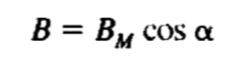 B = B_M cos α